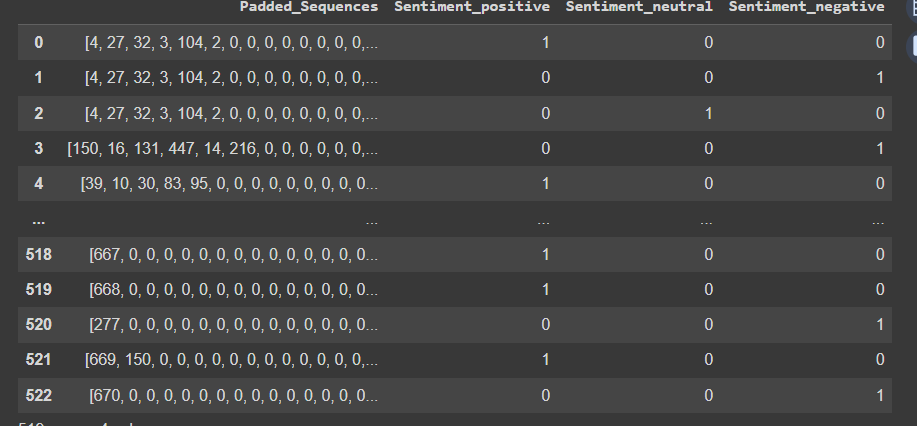 Padded_Sequences Sentiment_positive Sentiment_neutral Sentiment_negative
0 [4, 27, 32, 3, 104, 2, 0, 0, 0, 0, 0, 0, 0, 0,... 1 0 0
1 [4, 27, 32, 3, 104, 2, 0, 0, 0, 0, 0, 0, 0, 0,... 0 0 1
2 [4, 27, 32, 3, 104, 2, 0, 0, 0, 0, 0, 0, 0, 0,... 0 1 0
3 [150, 16, 131, 447, 14, 216, 0, 0, 0, 0, 0, 0,... 0 0 1
4 [39, 10, 30, 83, 95, 0, 0, 0, 0, 0, 0, 0, 0, 0... 1 0 0
... ... ... ... ...
518 [667, 0, 0, 0, 0, 0, 0, 0, 0, 0, 0, 0, 0, 0, 0... 1 0 0
519 [668, 0, 0, 0, 0, 0, 0, 0, 0, 0, 0, 0, 0, 0, 0... 1 0 0
520 [277, 0, 0, 0, 0, 0, 0, 0, 0, 0, 0, 0, 0, 0, 0... 0 0 1
521 [669, 150, 0, 0, 0, 0, 0, 0, 0, 0, 0, 0, 0, 0,... 1 0 0
522 [670, 0, 0, 0, 0, 0, 0, 0, 0, 0, 0, 0, 0, 0, 0... 0 0 1